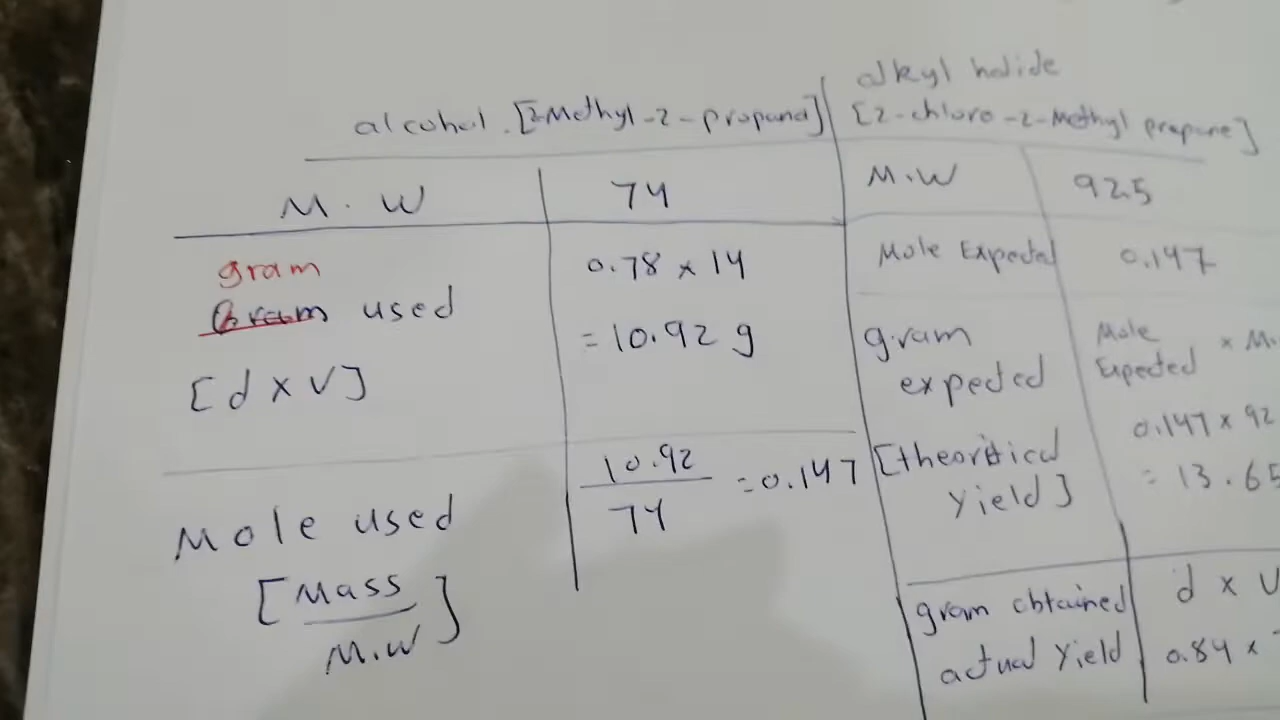 alcohol.[2-Methyl-2-propanol]
M.W 74
gram 0.78 x 14
used
= 10.92 g
[d x V]
Mole used
10.92
74
= 0.147
[Mass
M.W]
alkyl halide
[2-chloro-2-Methyl propane]
M.W 92.5
Mole Expected 0.147
gram
expected
[theoritical
Yield]
Mole
Expected x M.
0.147 x 92
= 13.65
gram obtained d x V
actual Yield 0.84 x